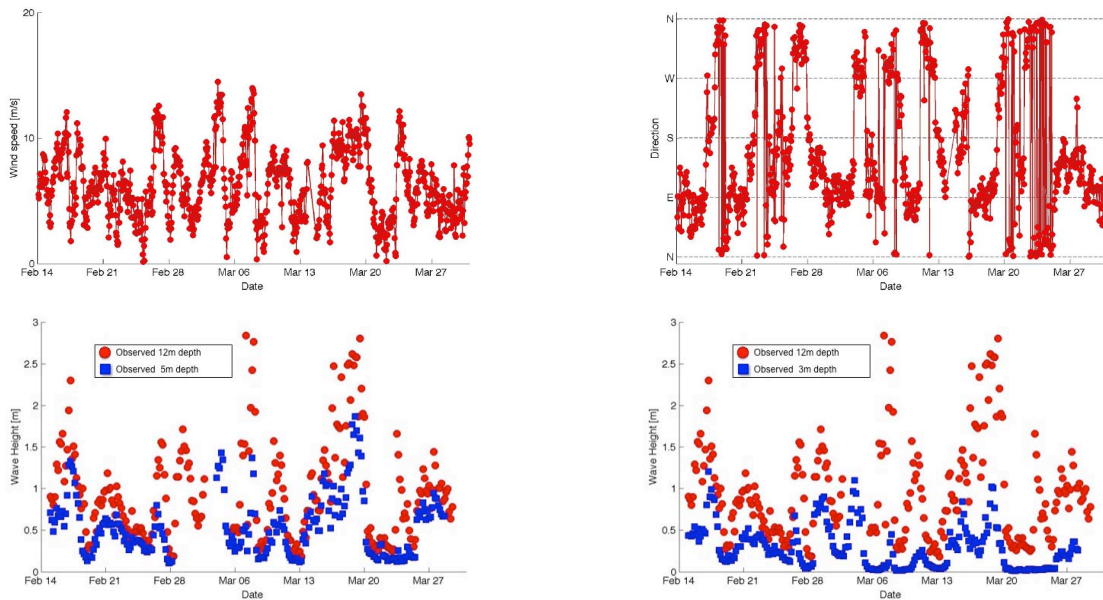 20
10
0
Wind speed [m/s]
Feb 14 Feb 21 Feb 28 Mar 06 Mar 13 Mar 20 Mar 27
Date
N
W
S
E
N
Direction
Feb 14 Feb 21 Feb 28 Mar 06 Mar 13 Mar 20 Mar 27
Date
3
2.5
2
1.5
1
0.5
0
Wave Height [m]
Observed 12m depth
Observed 5m depth
Feb 14 Feb 21 Feb 28 Mar 06 Mar 13 Mar 20 Mar 27
Date
3
2.5
2
1.5
1
0.5
0
Wave Height [m]
Observed 12m depth
Observed 3m depth
Feb 14 Feb 21 Feb 28 Mar 06 Mar 13 Mar 20 Mar 27
Date